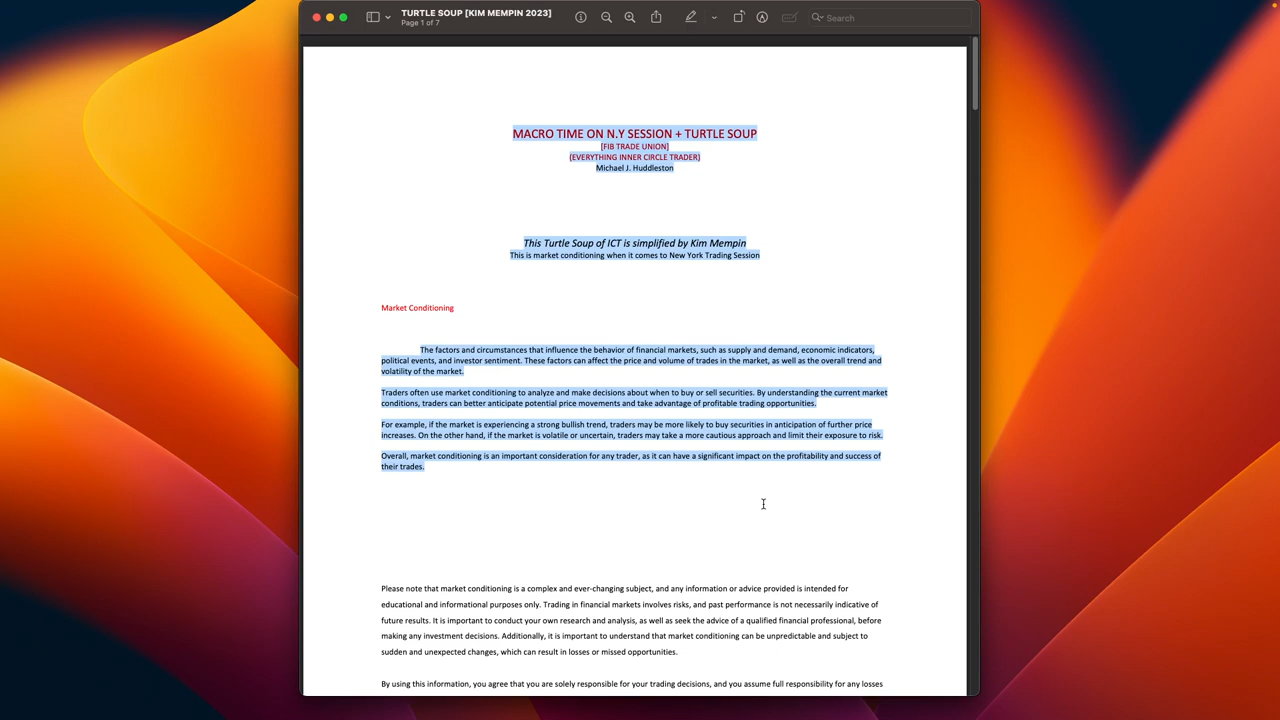 TURTLE SOUP [KIM MEMPIN 2023]
Page 1 of 7
Search
MACRO TIME ON N.Y SESSION + TURTLE SOUP
[FIB TRADE UNION]
(EVERYTHING INNER CIRCLE TRADER)
Michael J. Huddleston
This Turtle Soup of ICT is simplified by Kim Mempin
This is market conditioning when it comes to New York Trading Session
Market Conditioning
The factors and circumstances that influence the behavior of financial markets, such as supply and demand, economic indicators,
political events, and investor sentiment. These factors can affect the price and volume of trades in the market, as well as the overall trend and
volatility of the market.
Traders often use market conditioning to analyze and make decisions about when to buy or sell securities. By understanding the current market
conditions, traders can better anticipate potential price movements and take advantage of profitable trading opportunities.
For example, if the market is experiencing a strong bullish trend, traders may be more likely to buy securities in anticipation of further price
increases. On the other hand, if the market is volatile or uncertain, traders may take a more cautious approach and limit their exposure to risk.
Overall, market conditioning is an important consideration for any trader, as it can have a significant impact on the profitability and success of
their trades.
Please note that market conditioning is a complex and ever-changing subject, and any information or advice provided is intended for
educational and informational purposes only. Trading in financial markets involves risks, and past performance is not necessarily indicative of
future results. It is important to conduct your own research and analysis, as well as seek the advice of a qualified financial professional, before
making any investment decisions. Additionally, it is important to understand that market conditioning can be unpredictable and subject to
sudden and unexpected changes, which can result in losses or missed opportunities.
By using this information, you agree that you are solely responsible for your trading decisions, and you assume full responsibility for any losses